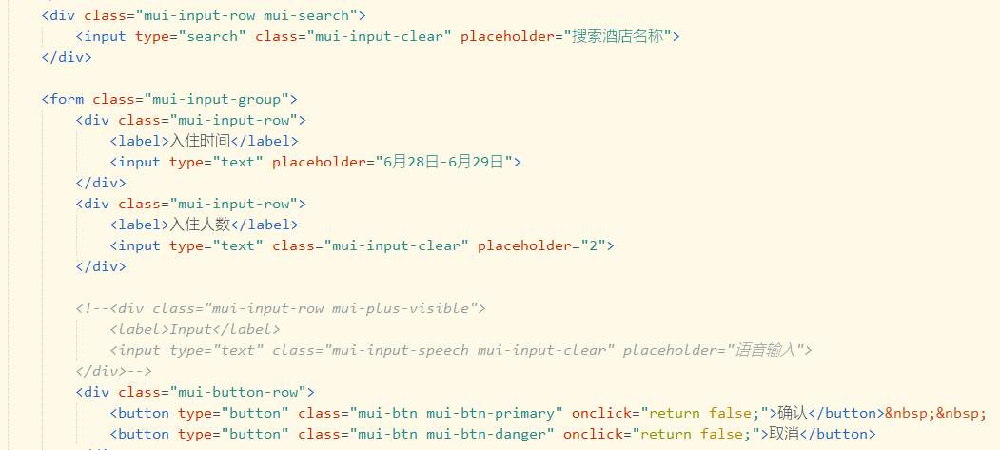 <div class="mui-input-row mui-search">
<input type="search" class="mui-input-clear" placeholder="搜索酒店名称">
</div>
<form class="mui-input-group">
<div class="mui-input-row">
<label>入住时间</label>
<input type="text" placeholder="6月28日-6月29日">
</div>
<div class="mui-input-row">
<label>入住人数</label>
<input type="text" class="mui-input-clear" placeholder="2">
</div>
<!--<div class="mui-input-row mui-plus-visible">
<label>Input</label>
<input type="text" class="mui-input-speech mui-input-clear" placeholder="语音输入">
</div>-->
<div class="mui-button-row">
<button type="button" class="mui-btn mui-btn-primary" onclick="return false;">确认</button>&nbsp;&nbsp;
<button type="button" class="mui-btn mui-btn-danger" onclick="return false;">取消</button>